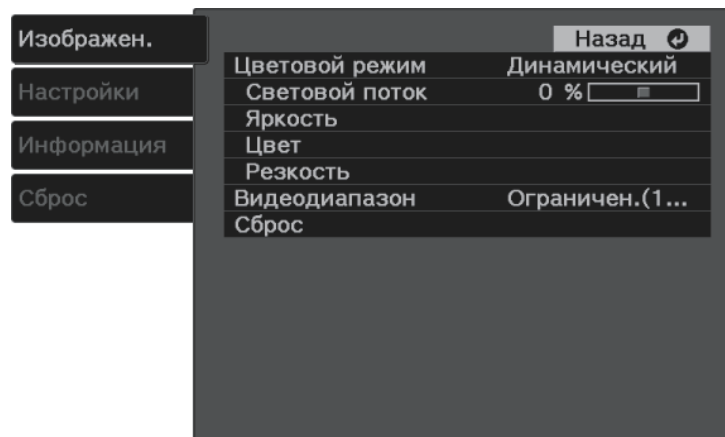 Изображен.
Настройки
Информация
Сброс
Назад
Цветовой режим Динамический
Световой поток 0 %
Яркость
Цвет
Резкость
Видеодиапазон Ограничен.(1...
Сброс